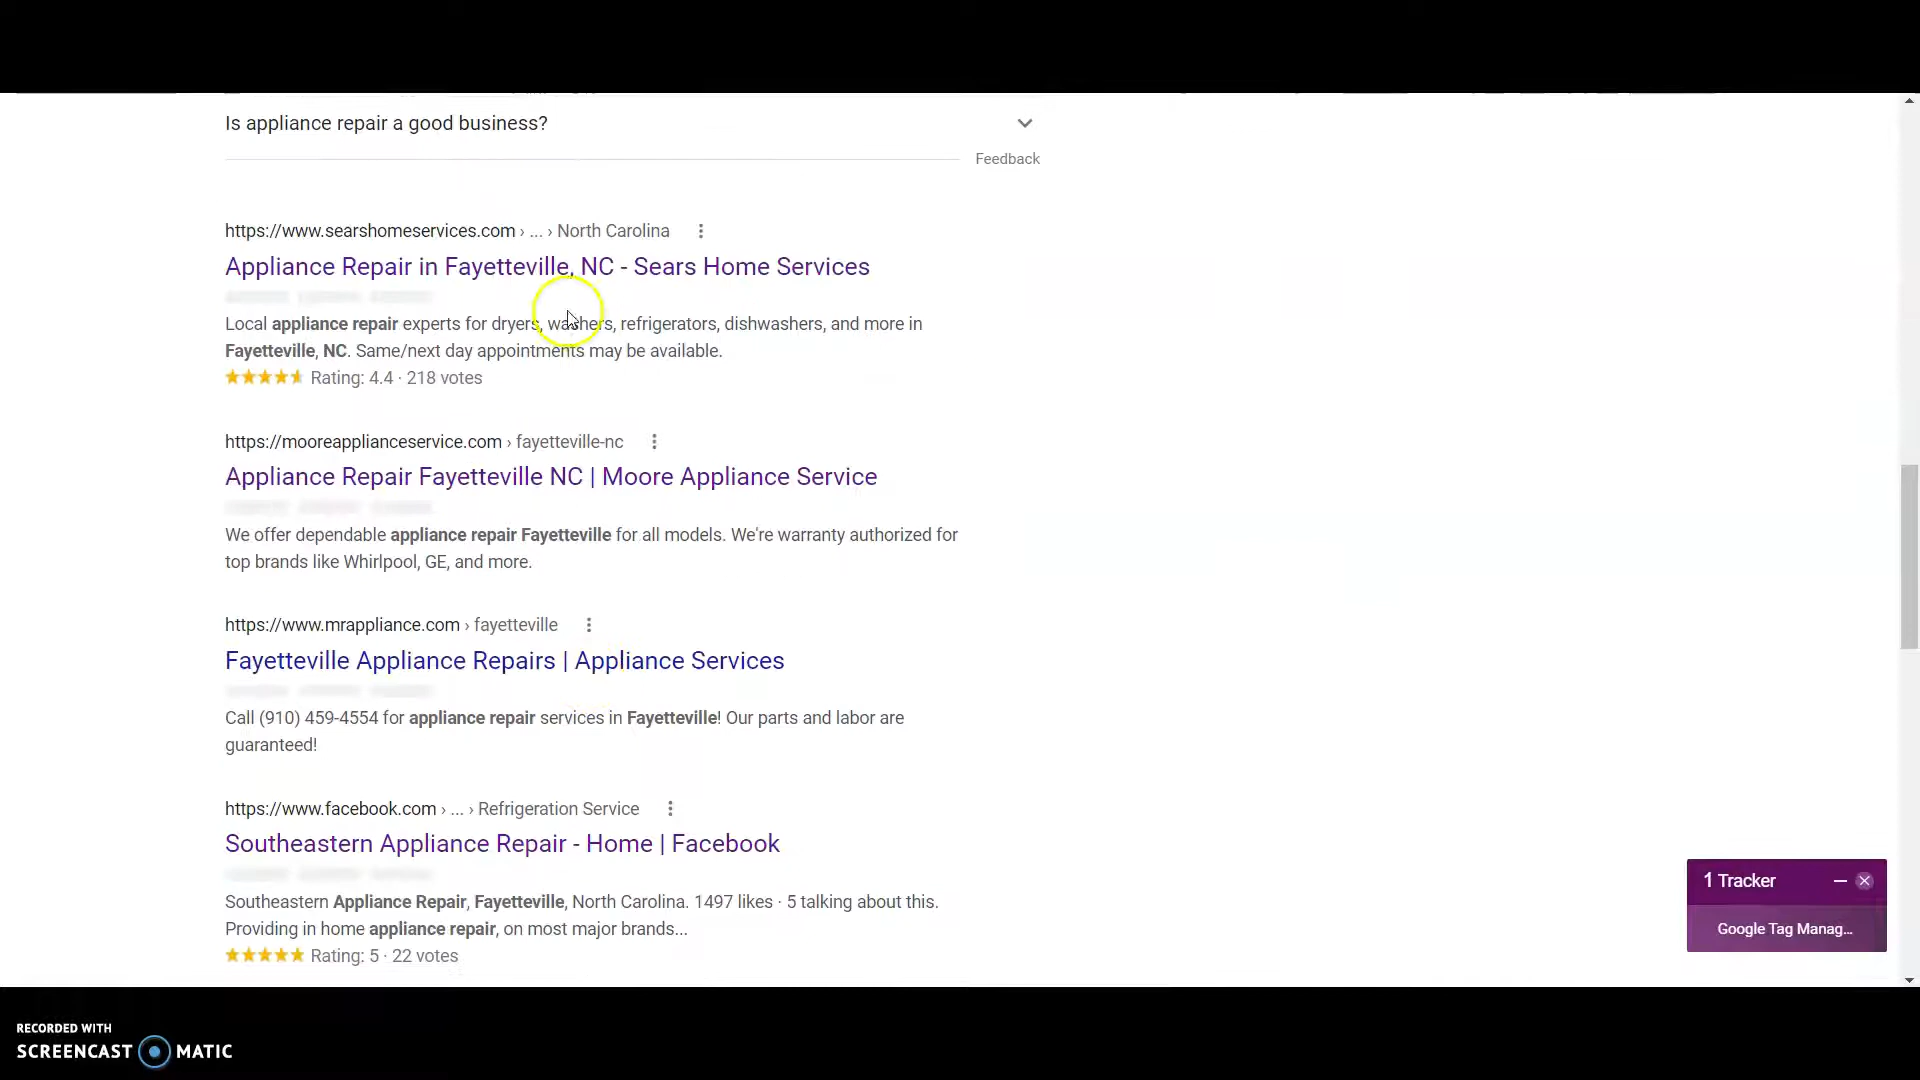 Is appliance repair a good business?
Feedback
https://www.searshomeservices.com › ... › North Carolina
Appliance Repair in Fayetteville, NC - Sears Home Services
Local appliance repair experts for dryers, washers, refrigerators, dishwashers, and more in
Fayetteville, NC. Same/next day appointments may be available.
Rating: 4.4 · 218 votes
https://mooreapplianceservice.com › fayetteville-nc
Appliance Repair Fayetteville NC | Moore Appliance Service
We offer dependable appliance repair Fayetteville for all models. We're warranty authorized for
top brands like Whirlpool, GE, and more.
https://www.mrappliance.com › fayetteville
Fayetteville Appliance Repairs | Appliance Services
Call (910) 459-4554 for appliance repair services in Fayetteville! Our parts and labor are
guaranteed!
https://www.facebook.com › ... › Refrigeration Service
Southeastern Appliance Repair - Home | Facebook
Southeastern Appliance Repair, Fayetteville, North Carolina. 1497 likes · 5 talking about this.
Providing in home appliance repair, on most major brands...
Rating: 5 · 22 votes
1 Tracker
Google Tag Manag...
RECORDED WITH
SCREENCAST MATIC